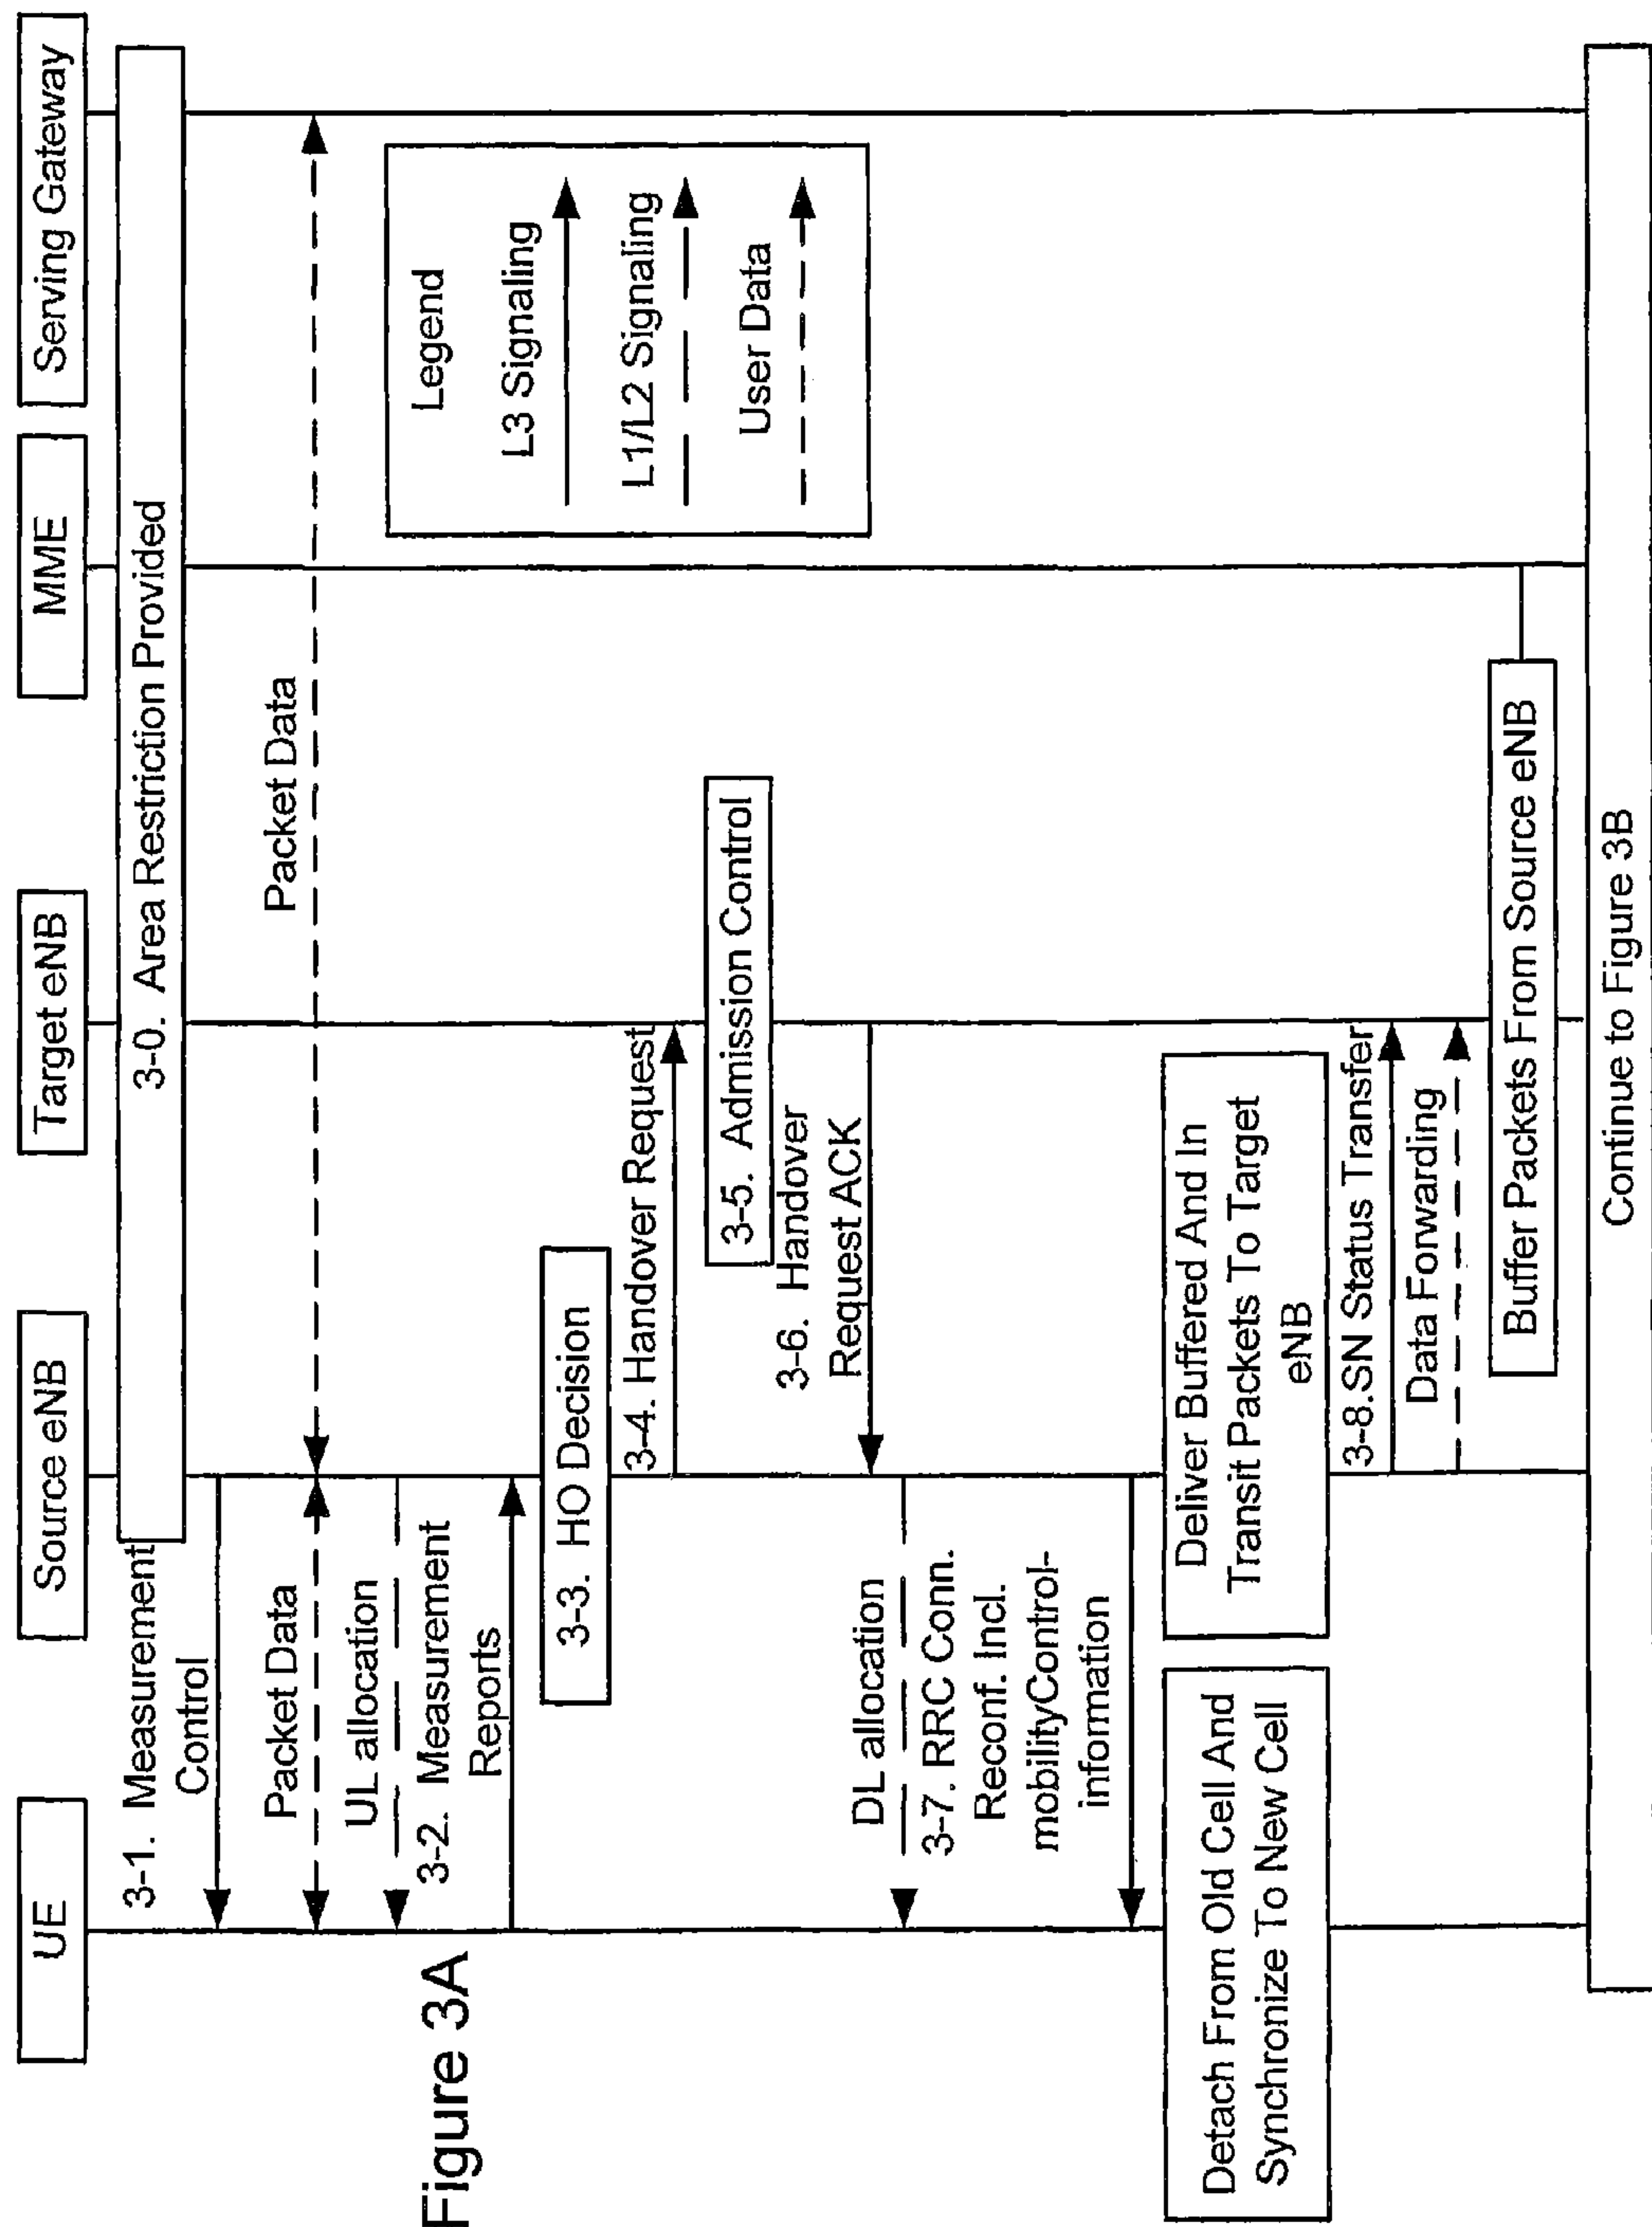 UE
Source eNB
Target eNB
MME
Serving Gateway
3-0. Area Restriction Provided
3-1. Measurement
Control
Packet Data
Packet Data
UL allocation
3-2. Measurement
Reports
Legend
L3 Signaling
L1/L2 Signaling
User Data
Figure 3A
3-3. HO Decision
3-4. Handover Request
3-5. Admission Control
3-6. Handover
Request ACK
DL allocation
3-7. RRC Conn.
Reconf. Incl.
mobilityControl-
information
Detach From Old Cell And
Synchronize To New Cell
Deliver Buffered And In
Transit Packets To Target
eNB
3-8.SN Status Transfer
Data Forwarding
Buffer Packets From Source eNB
Continue to Figure 3B